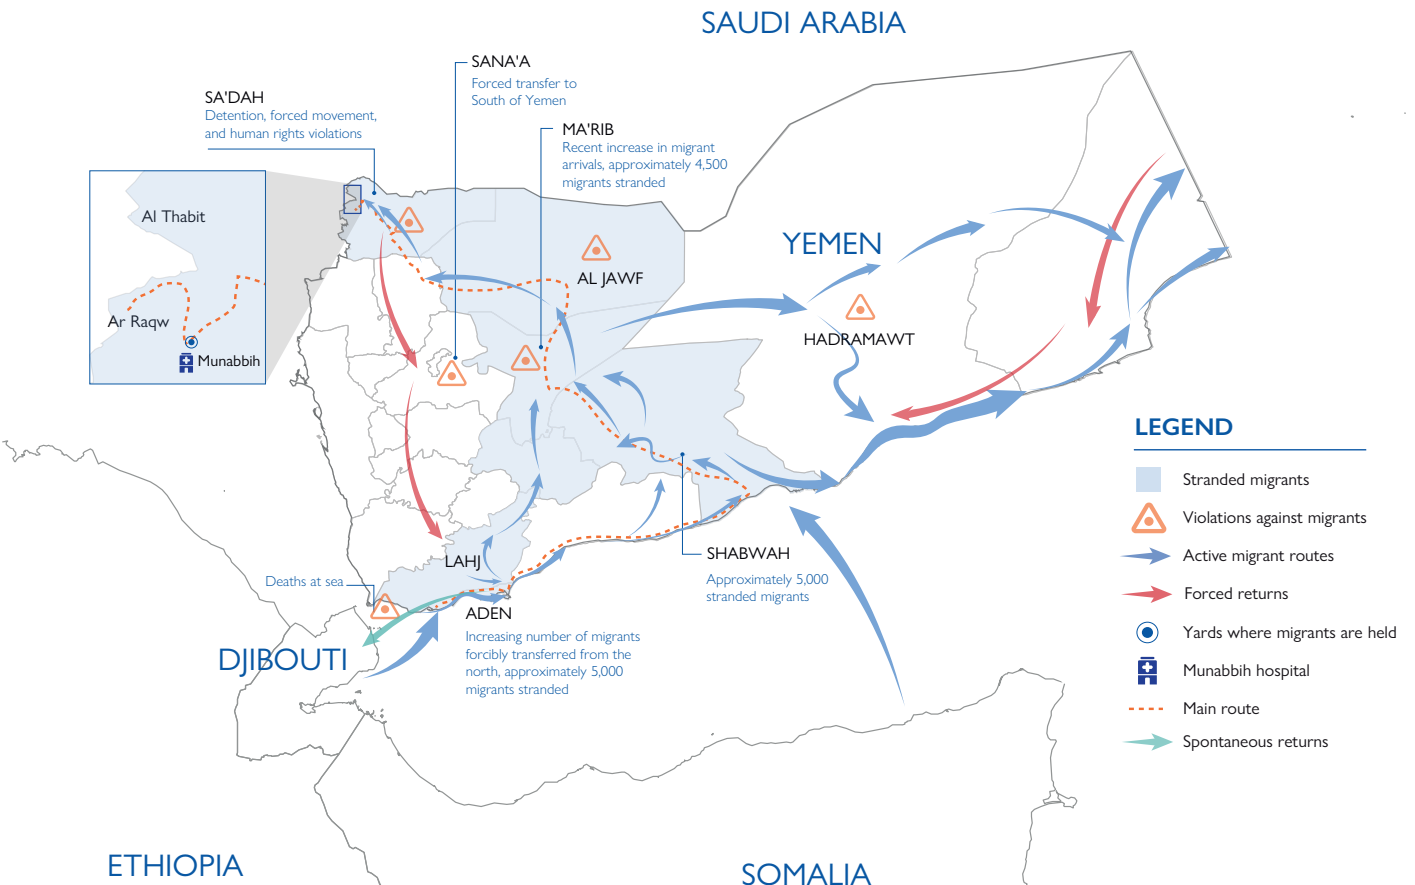 SAUDI ARABIA
SANA'A
Forced transfer to
South of Yemen
SA'DAH
Detention, forced movement,
and human rights violations
MA'RIB
Recent increase in migrant
arrivals, approximately 4,500
migrants stranded
Al Thabit
Ar Raqw
Munabbih
YEMEN
AL JAWF
HADRAMAWT
LAHJ
SHABWAH
Approximately 5,000
stranded migrants
Deaths at sea
ADEN
Increasing number of migrants
forcibly transferred from the
north, approximately 5,000
migrants stranded
DJIBOUTI
ETHIOPIA
SOMALIA
LEGEND
Stranded migrants
Violations against migrants
Active migrant routes
Forced returns
Yards where migrants are held
Munabbih hospital
Main route
Spontaneous returns